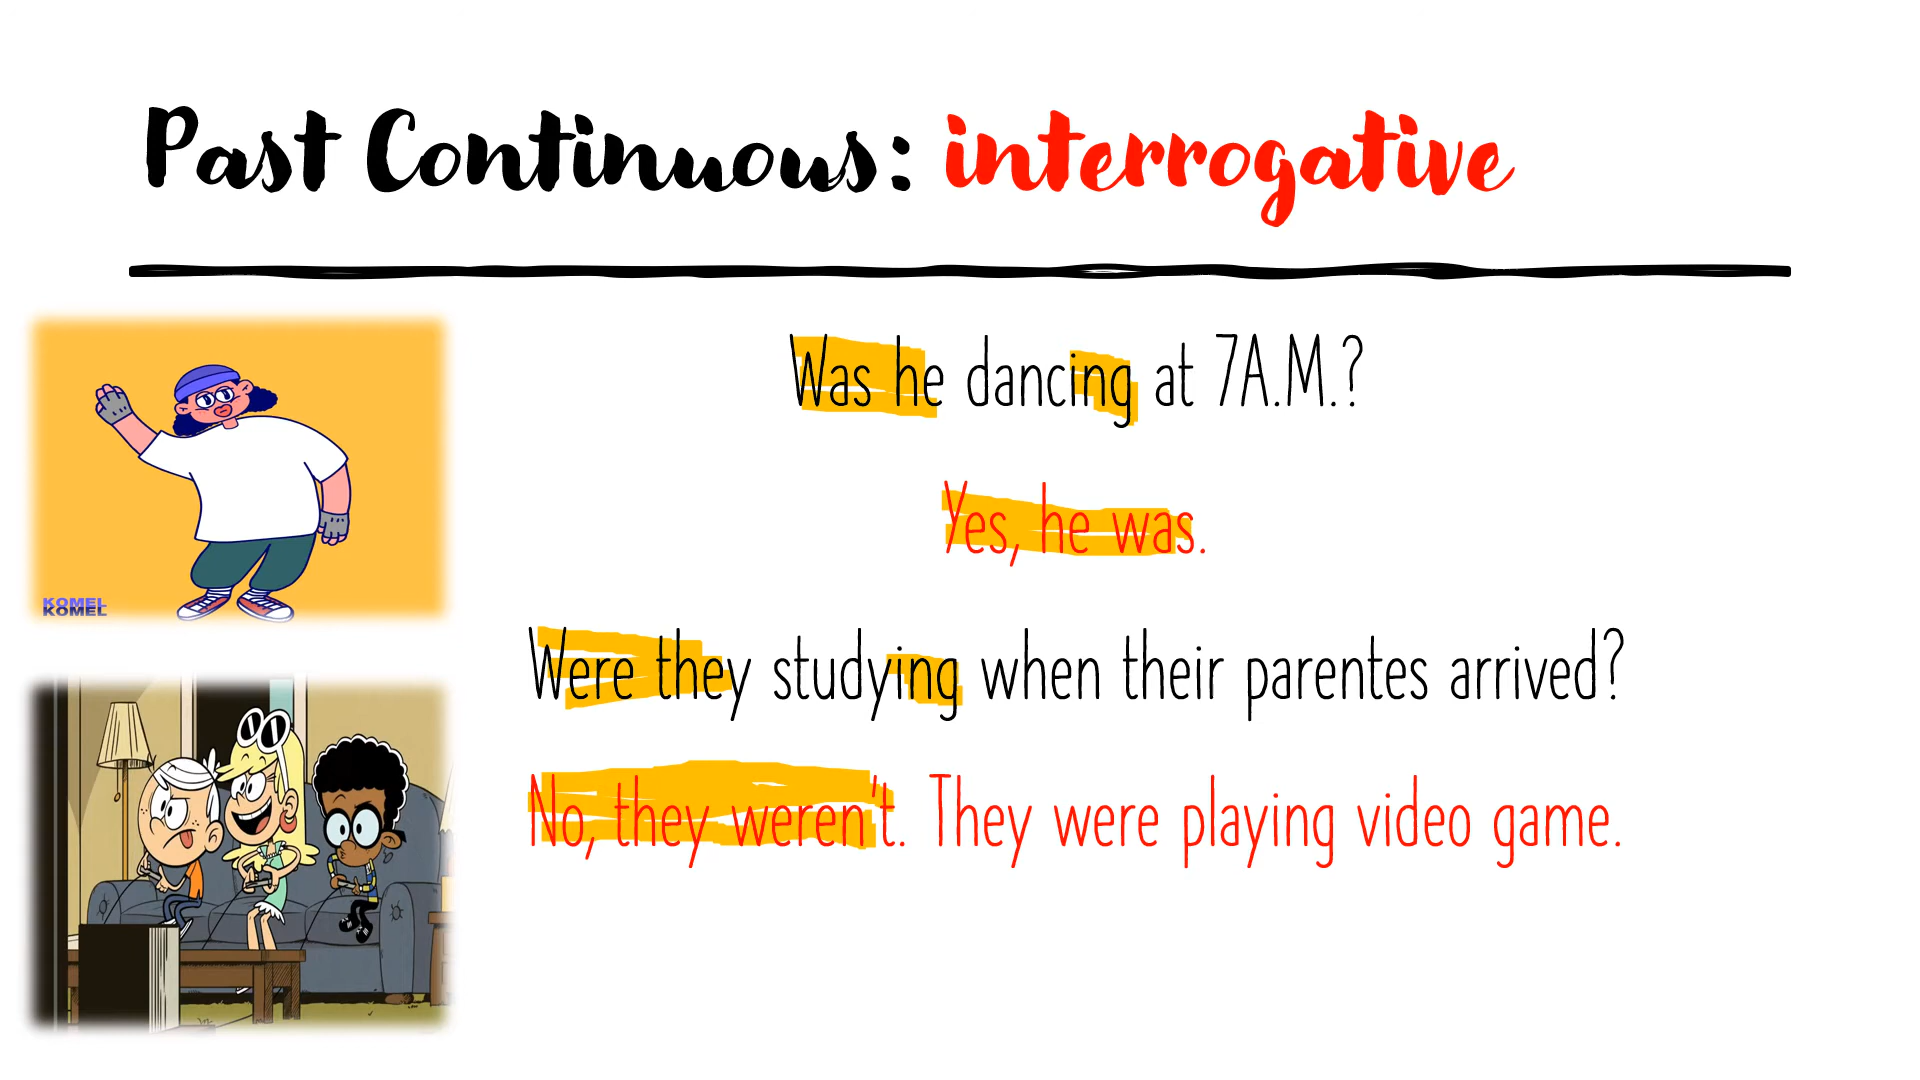 Past Continuous: interrogative
Was he dancing at 7A.M.?
Yes, he was.
Were they studying when their parentes arrived?
No, they weren't. They were playing video game.
KOMEL
KOMEL